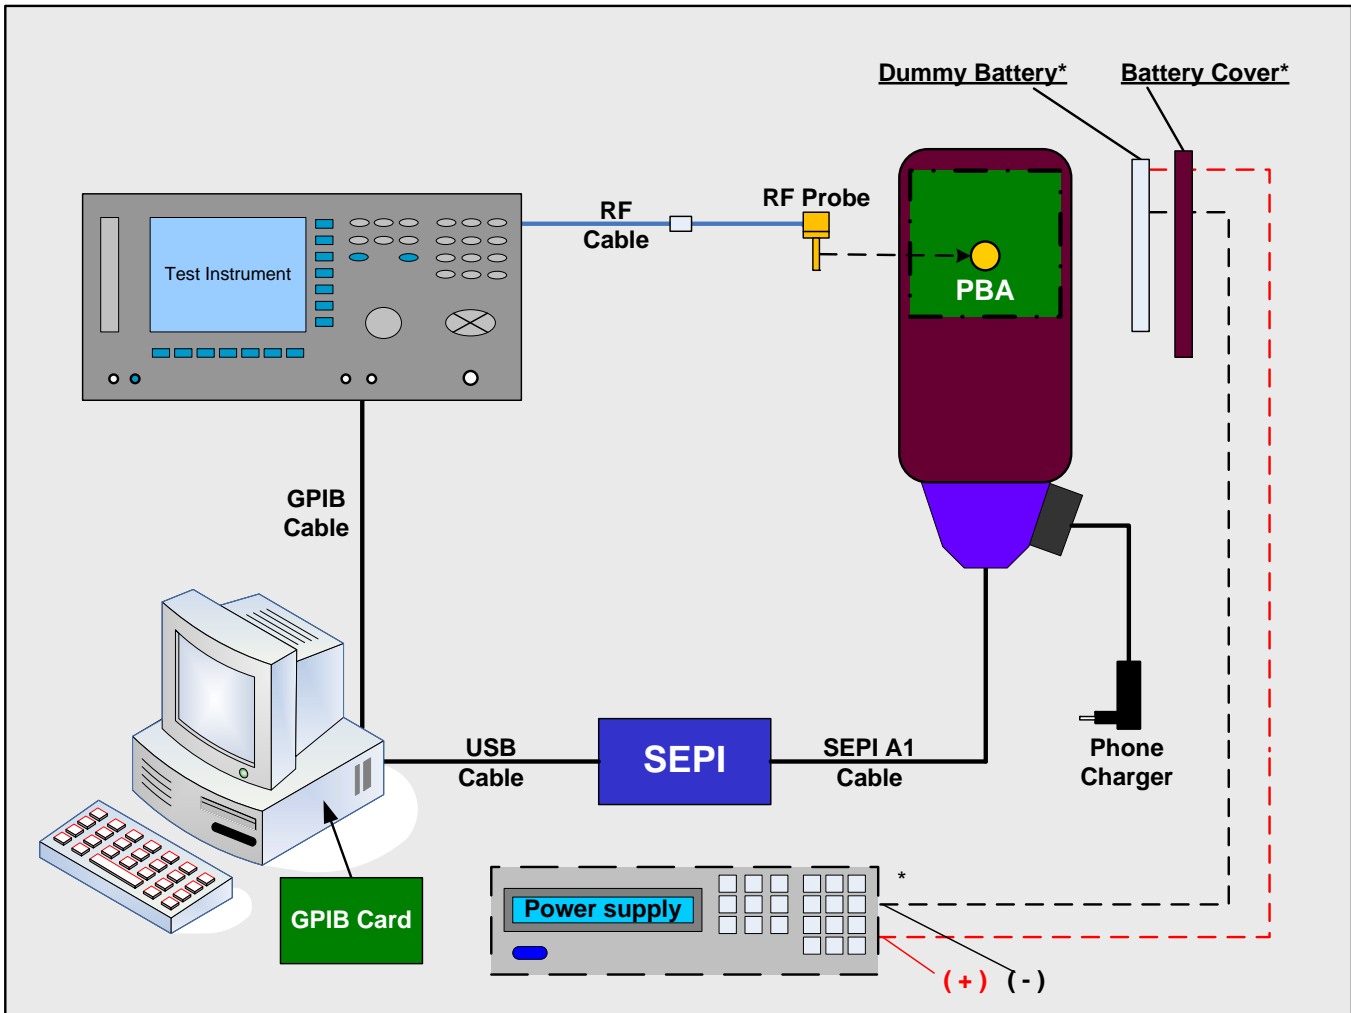 Dummy Battery*
Battery Cover*
RF Probe
RF
Cable
Test Instrument
PBA
GPIB
Cable
USB
Cable
SEPI
SEPI A1
Cable
Phone
Charger
GPIB Card
Power supply
*
( + )
( - )